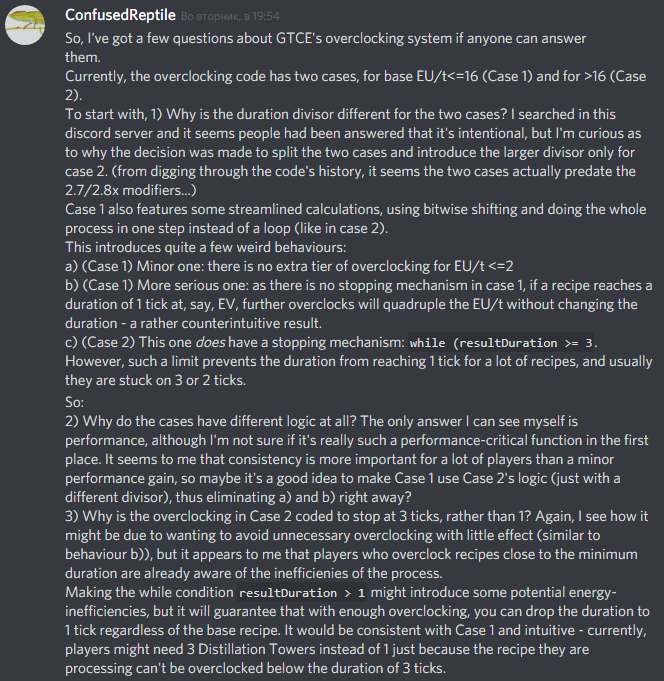 ConfusedReptile Во вторник, в 19:54
So, I've got a few questions about GTCE's overclocking system if anyone can answer
them.
Currently, the overclocking code has two cases, for base EU/t<=16 (Case 1) and for >16 (Case
2).
To start with, 1) Why is the duration divisor different for the two cases? I searched in this
discord server and it seems people had been answered that it's intentional, but I'm curious as
to why the decision was made to split the two cases and introduce the larger divisor only for
case 2. (from digging through the code's history, it seems the two cases actually predate the
2.7/2.8x modifiers...)
Case 1 also features some streamlined calculations, using bitwise shifting and doing the whole
process in one step instead of a loop (like in case 2).
This introduces quite a few weird behaviours:
a) (Case 1) Minor one: there is no extra tier of overclocking for EU/t <=2
b) (Case 1) More serious one: as there is no stopping mechanism in case 1, if a recipe reaches a
duration of 1 tick at, say, EV, further overclocks will quadruple the EU/t without changing the
duration - a rather counterintuitive result.
c) (Case 2) This one does have a stopping mechanism: while (resultDuration >= 3.
However, such a limit prevents the duration from reaching 1 tick for a lot of recipes, and usually
they are stuck on 3 or 2 ticks.
So:
2) Why do the cases have different logic at all? The only answer I can see myself is
performance, although I'm not sure if it's really such a performance-critical function in the first
place. It seems to me that consistency is more important for a lot of players than a minor
performance gain, so maybe it's a good idea to make Case 1 use Case 2's logic (just with a
different divisor), thus eliminating a) and b) right away?
3) Why is the overclocking in Case 2 coded to stop at 3 ticks, rather than 1? Again, I see how it
might be due to wanting to avoid unnecessary overclocking with little effect (similar to
behaviour b)), but it appears to me that players who overclock recipes close to the minimum
duration are already aware of the inefficienies of the process.
Making the while condition resultDuration > 1 might introduce some potential energy-
inefficiencies, but it will guarantee that with enough overclocking, you can drop the duration to
1 tick regardless of the base recipe. It would be consistent with Case 1 and intuitive - currently,
players might need 3 Distillation Towers instead of 1 just because the recipe they are
processing can't be overclocked below the duration of 3 ticks.